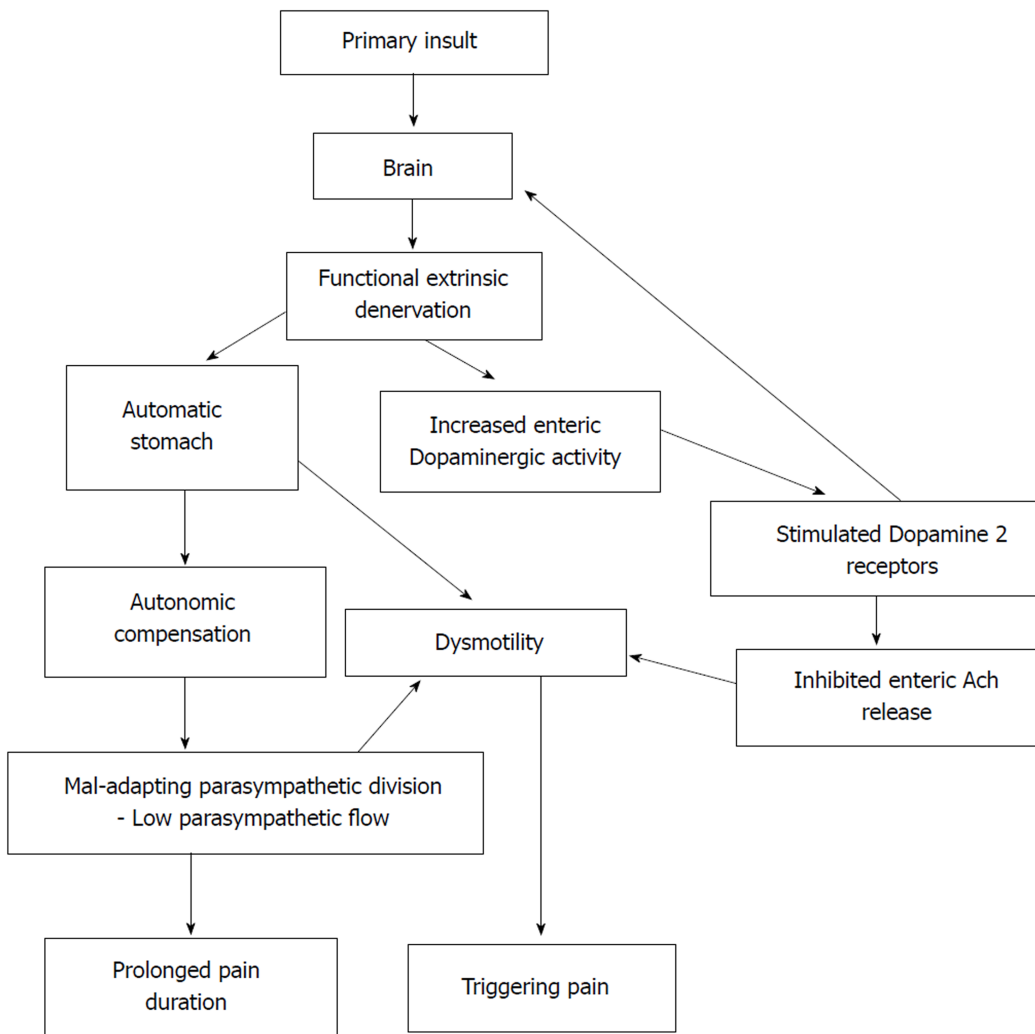 Primary insult
Brain
Functional extrinsic
denervation
Automatic
stomach
Increased enteric
Dopaminergic activity
Stimulated Dopamine 2
receptors
Autonomic
compensation
Dysmotility
Inhibited enteric Ach
release
Mal-adapting parasympathetic division
- Low parasympathetic flow
Prolonged pain
duration
Triggering pain